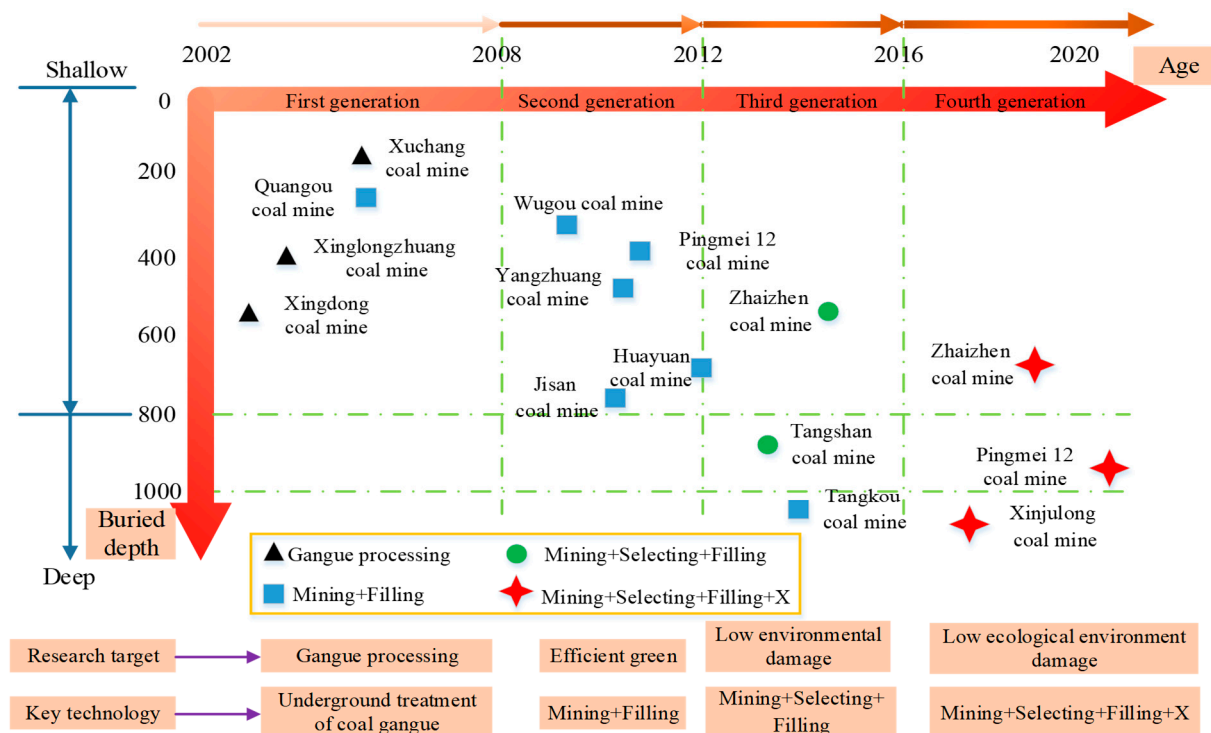 2002
2008
2012
2016
2020
Age
Shallow
0
First generation
Second generation
Third generation
Fourth generation
Xuchang
coal mine
200
Quangou
coal mine
Wugou coal mine
Xinglongzhuang
coal mine
400
Pingmei 12
coal mine
Yangzhuang
coal mine
Xingdong
coal mine
Zhaizhen
coal mine
600
Huayuan
coal mine
Zhaizhen
coal mine
Jisan
coal mine
800
Tangshan
coal mine
Pingmei 12
coal mine
1000
Tangkou
coal mine
Xinjulong
coal mine
Buried
depth
Deep
Gangue processing
Mining+Selecting+Filling
Mining+Filling
Mining+Selecting+Filling+X
Research target
Gangue processing
Efficient green
Low environmental
damage
Low ecological environment
damage
Key technology
Underground treatment
of coal gangue
Mining+Filling
Mining+Selecting+
Filling
Mining+Selecting+Filling+X